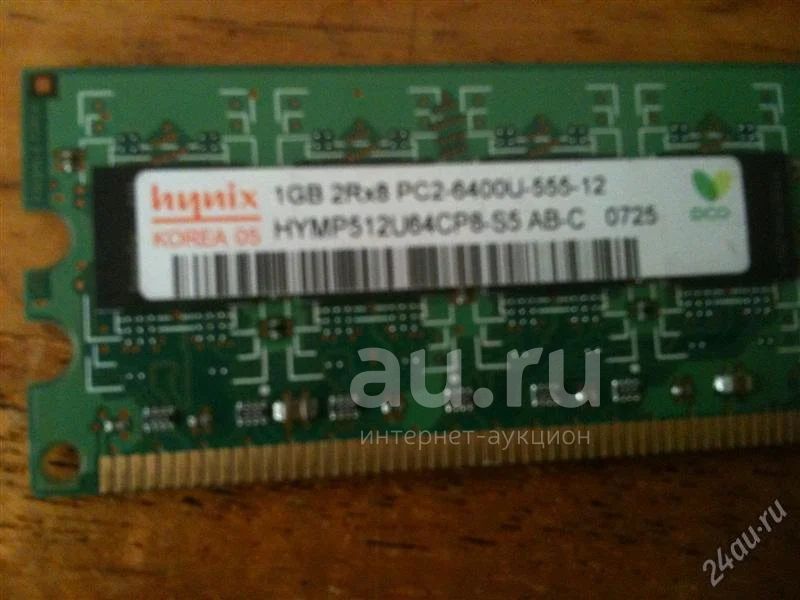 hynix
KOREA 05
1GB 2Rx8 PC2-6400U-555-12
HYMP512U64CP8-S5 AB-C 0725
ECO
au.ru
интернет-аукцион
24au.ru